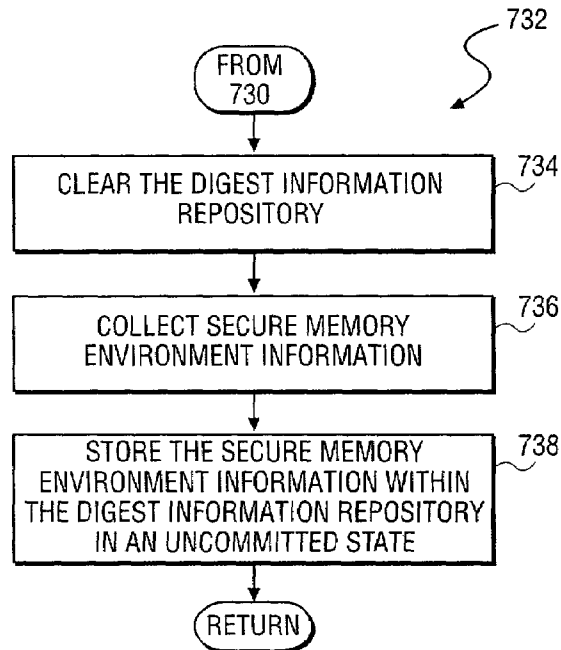 732
FROM
730
CLEAR THE DIGEST INFORMATION
REPOSITORY
734
COLLECT SECURE MEMORY
ENVIRONMENT INFORMATION
736
STORE THE SECURE MEMORY
ENVIRONMENT INFORMATION WITHIN
THE DIGEST INFORMATION REPOSITORY
IN AN UNCOMMITTED STATE
738
RETURN